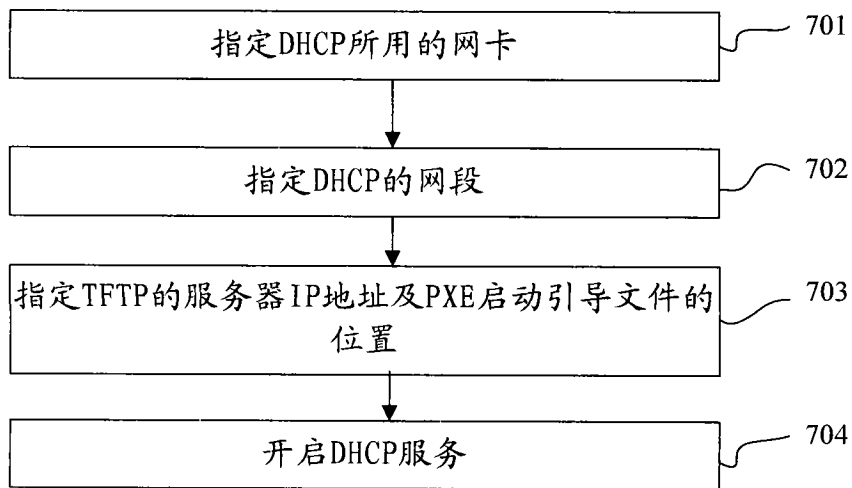 指定DHCP所用的网卡
701
指定DHCP的网段
702
指定TFTP的服务器IP地址及PXE启动引导文件的
位置
703
开启DHCP服务
704